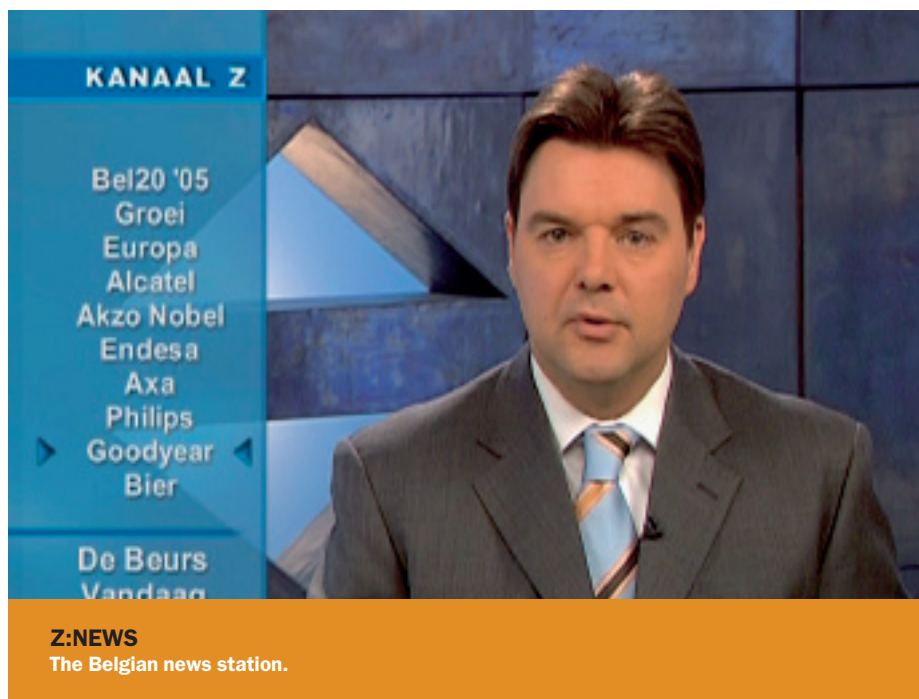 KANAAL Z
Bel20 '05
Groei
Europa
Alcatel
Akzo Nobel
Endesa
Axa
Philips
Goodyear
Bier
De Beurs
Vandaag
Z:NEWS
The Belgian news station.